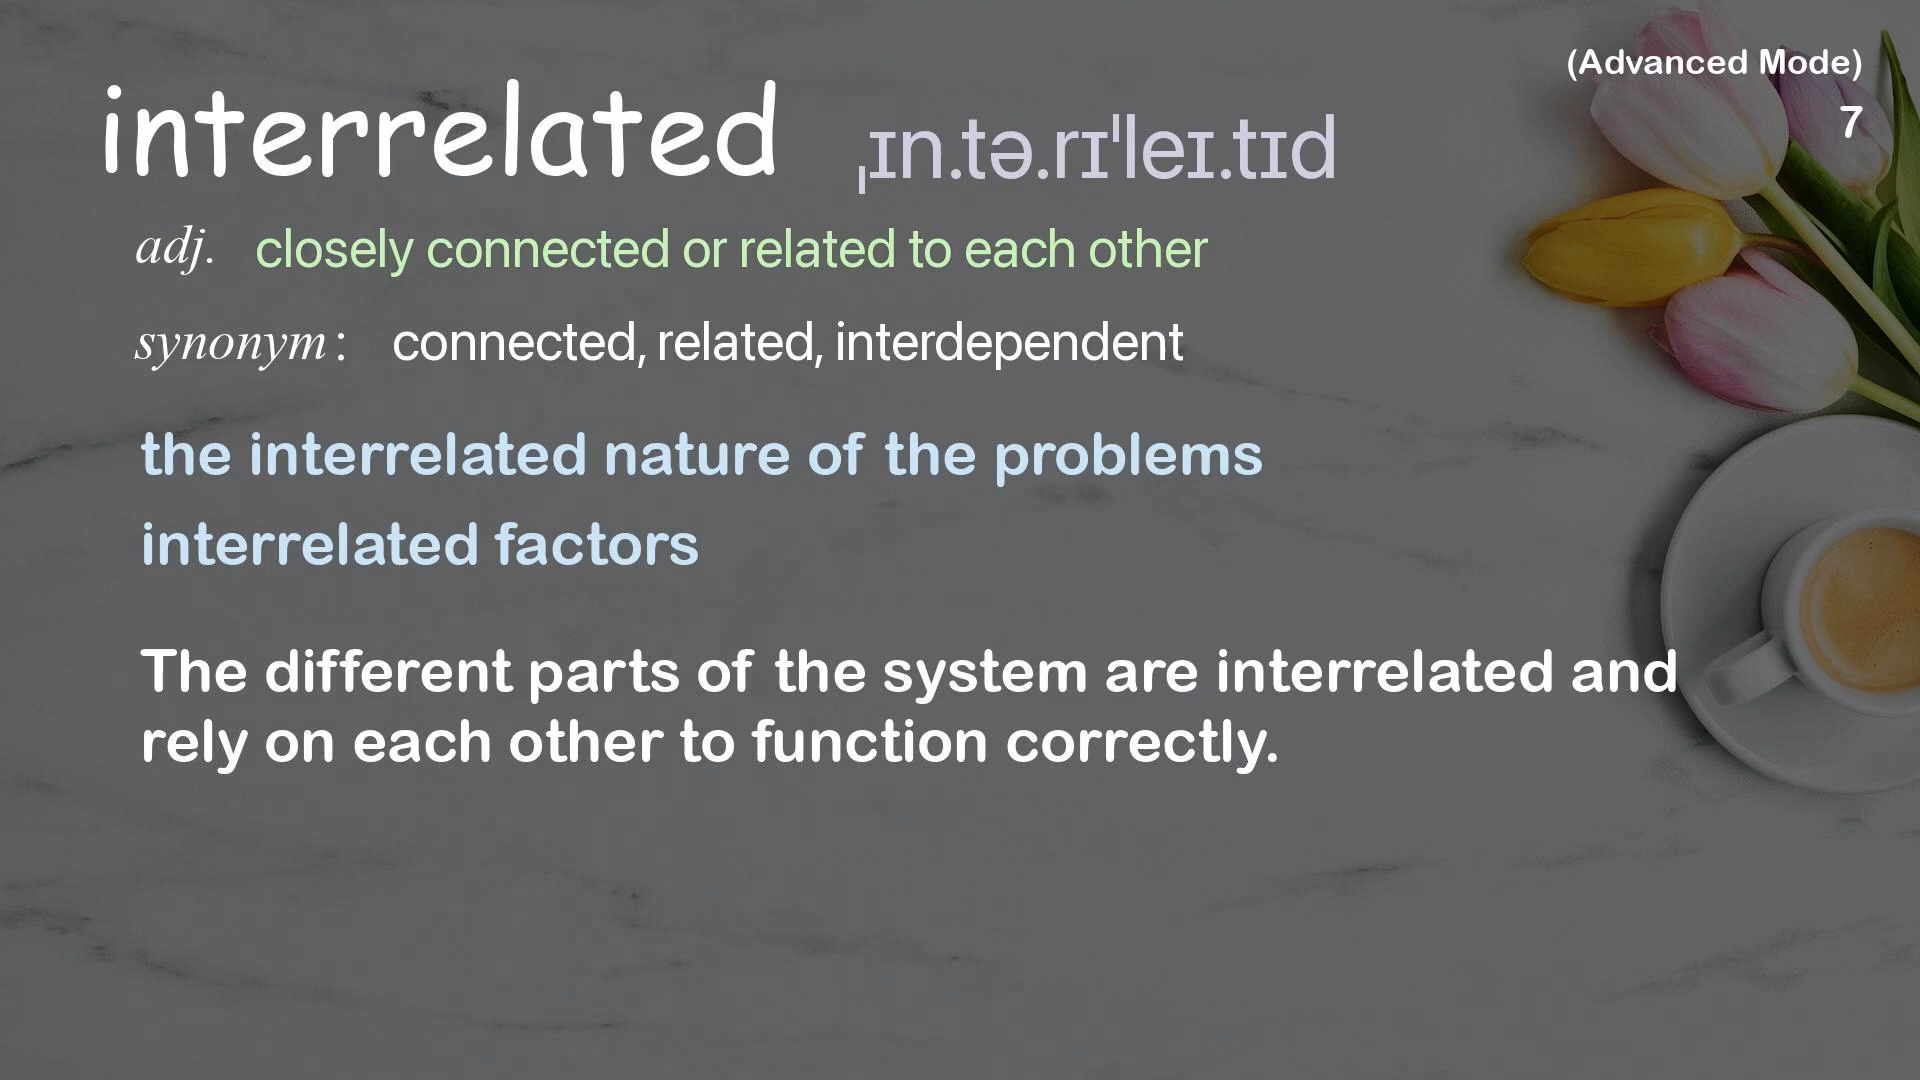 (Advanced Mode)
7
interrelated ˌɪn.tə.rɪˈleɪ.tɪd
adj. closely connected or related to each other
synonym: connected, related, interdependent
the interrelated nature of the problems
interrelated factors
The different parts of the system are interrelated and
rely on each other to function correctly.